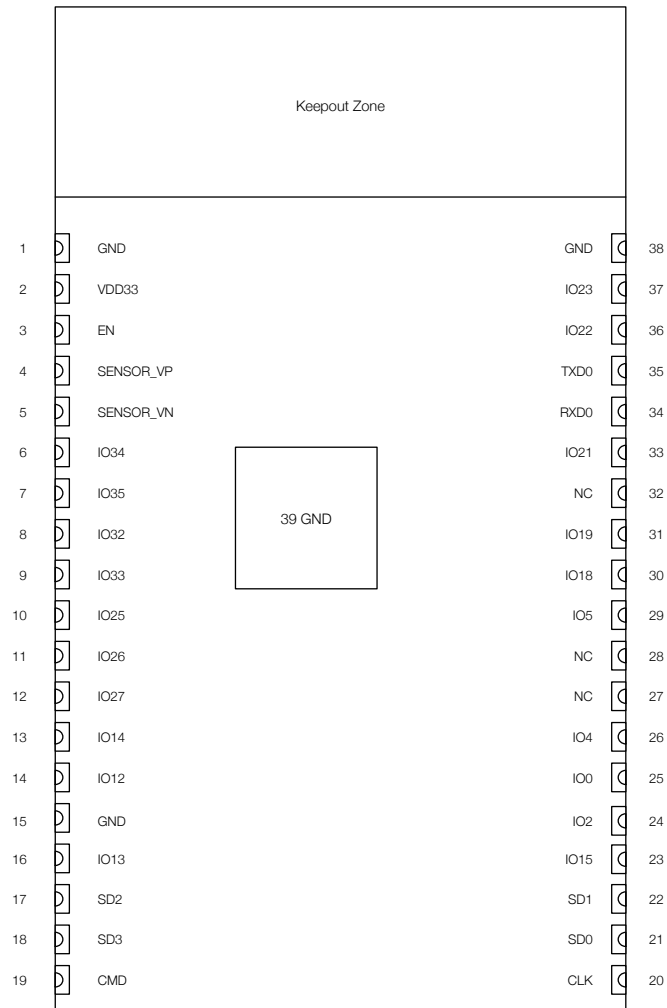 Keepout Zone
1 GND GND 38
2 VDD33 IO23 37
3 EN IO22 36
4 SENSOR_VP TXD0 35
5 SENSOR_VN RXD0 34
6 IO34 IO21 33
7 IO35 NC 32
39 GND
8 IO32 IO19 31
9 IO33 IO18 30
10 IO25 IO5 29
11 IO26 NC 28
12 IO27 NC 27
13 IO14 IO4 26
14 IO12 IO0 25
15 GND IO2 24
16 IO13 IO15 23
17 SD2 SD1 22
18 SD3 SD0 21
19 CMD CLK 20